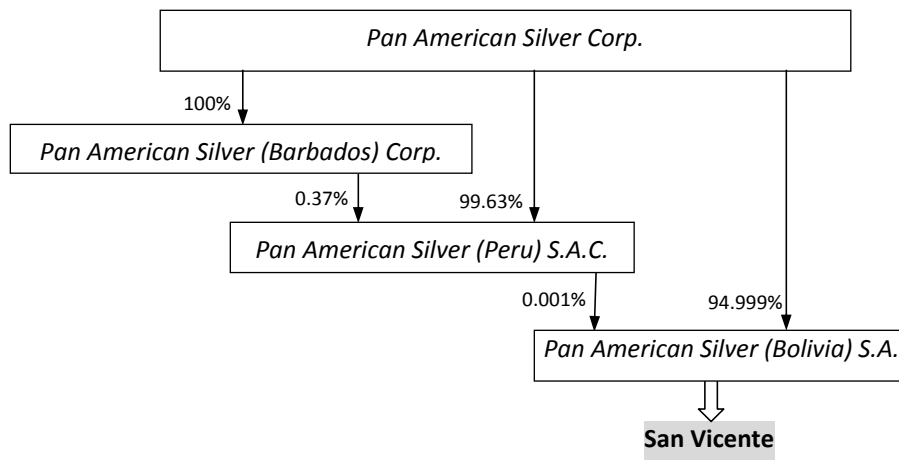 Pan American Silver Corp.
100%
Pan American Silver (Barbados) Corp.
0.37%
99.63%
Pan American Silver (Peru) S.A.C.
0.001%
94.999%
Pan American Silver (Bolivia) S.A.
San Vicente